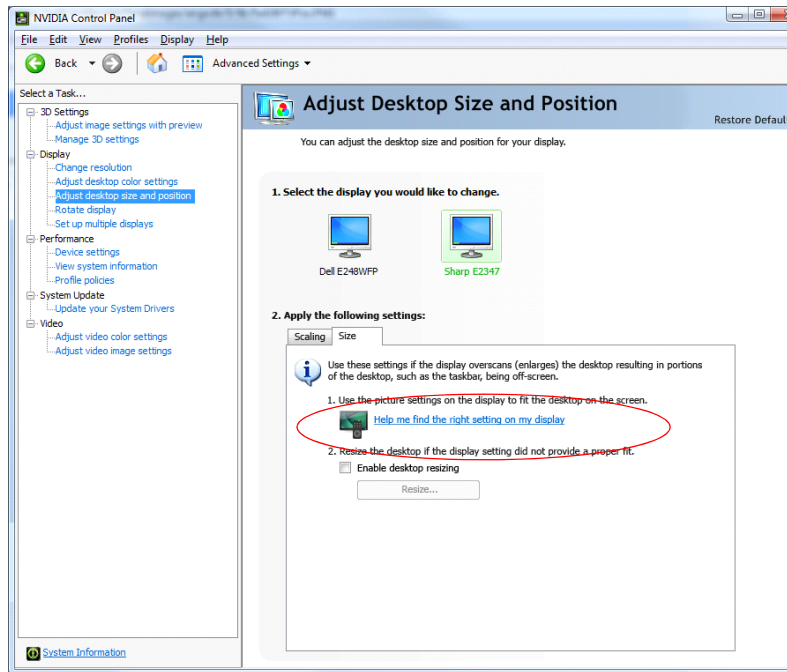 NVIDIA Control Panel
File Edit View Profiles Display Help
Back Advanced Settings
Select a Task...
3D Settings
Adjust image settings with preview
Manage 3D settings
Display
Change resolution
Adjust desktop color settings
Adjust desktop size and position
Rotate display
Set up multiple displays
Performance
Device settings
View system information
Profile policies
System Update
Update your System Drivers
Video
Adjust video color settings
Adjust video image settings
System Information
Adjust Desktop Size and Position
Restore Defaul
You can adjust the desktop size and position for your display.
1. Select the display you would like to change.
Dell E248WFP
Sharp E2347
2. Apply the following settings:
Scaling Size
Use these settings if the display overscans (enlarges) the desktop resulting in portions
of the desktop, such as the taskbar, being off-screen.
1. Use the picture settings on the display to fit the desktop on the screen.
Help me find the right setting on my display
2. Resize the desktop if the display setting did not provide a proper fit.
Enable desktop resizing
Resize...